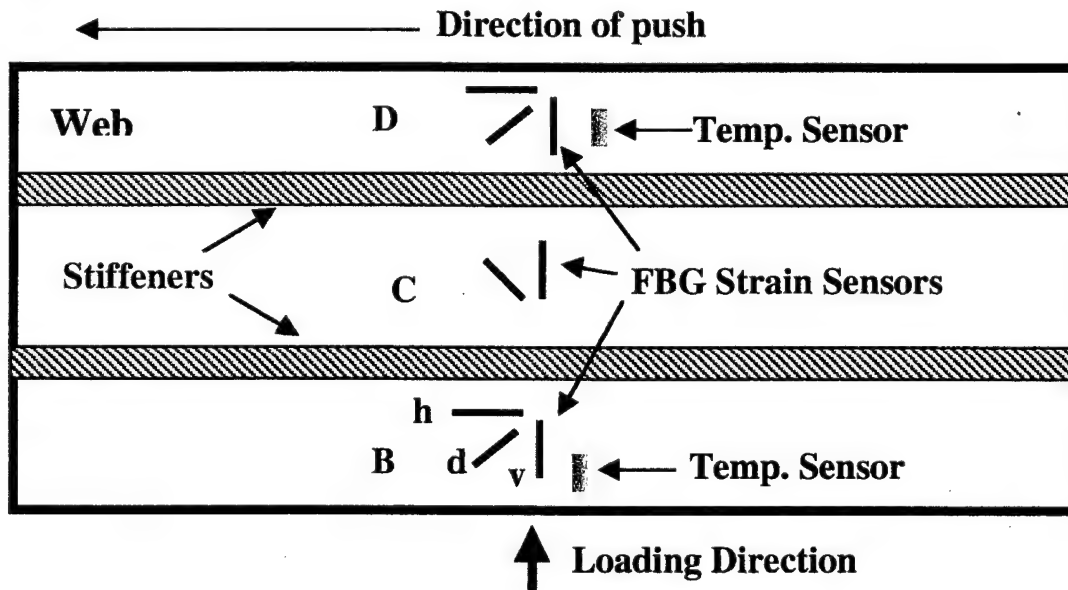 Direction of push
Web
D
Temp. Sensor
Stiffeners
C
FBG Strain Sensors
h
B
d
v
Temp. Sensor
Loading Direction